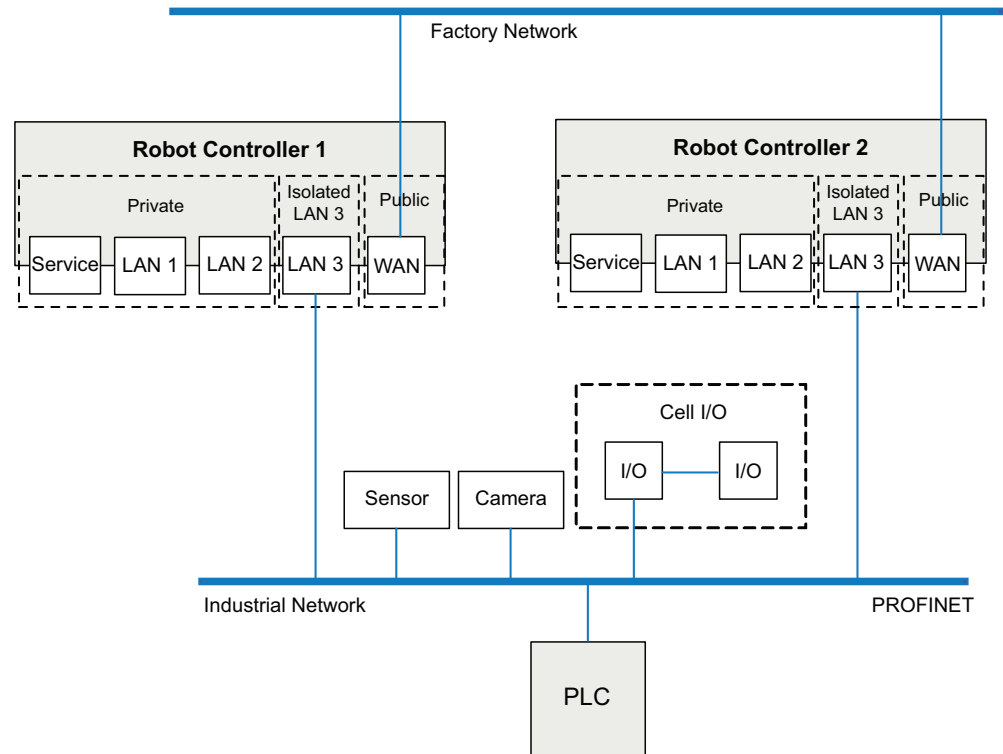 Factory Network
Robot Controller 1
Private
Isolated
LAN 3
Public
Service
LAN 1
LAN 2
LAN 3
WAN
Robot Controller 2
Private
Isolated
LAN 3
Public
Service
LAN 1
LAN 2
LAN 3
WAN
Cell I/O
I/O
I/O
Sensor
Camera
Industrial Network
PROFINET
PLC